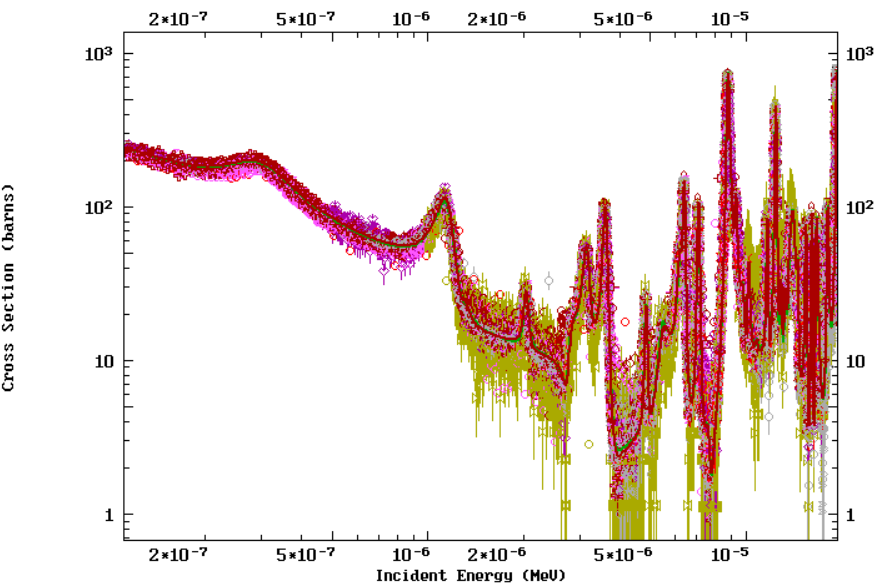 2*10⁻⁷ 5*10⁻⁷ 10⁻⁶ 2*10⁻⁶ 5*10⁻⁶ 10⁻⁵
10³ 10³
10² 10²
Cross Section (barns)
10 10
1 1
2*10⁻⁷ 5*10⁻⁷ 10⁻⁶ 2*10⁻⁶ 5*10⁻⁶ 10⁻⁵
Incident Energy (MeV)